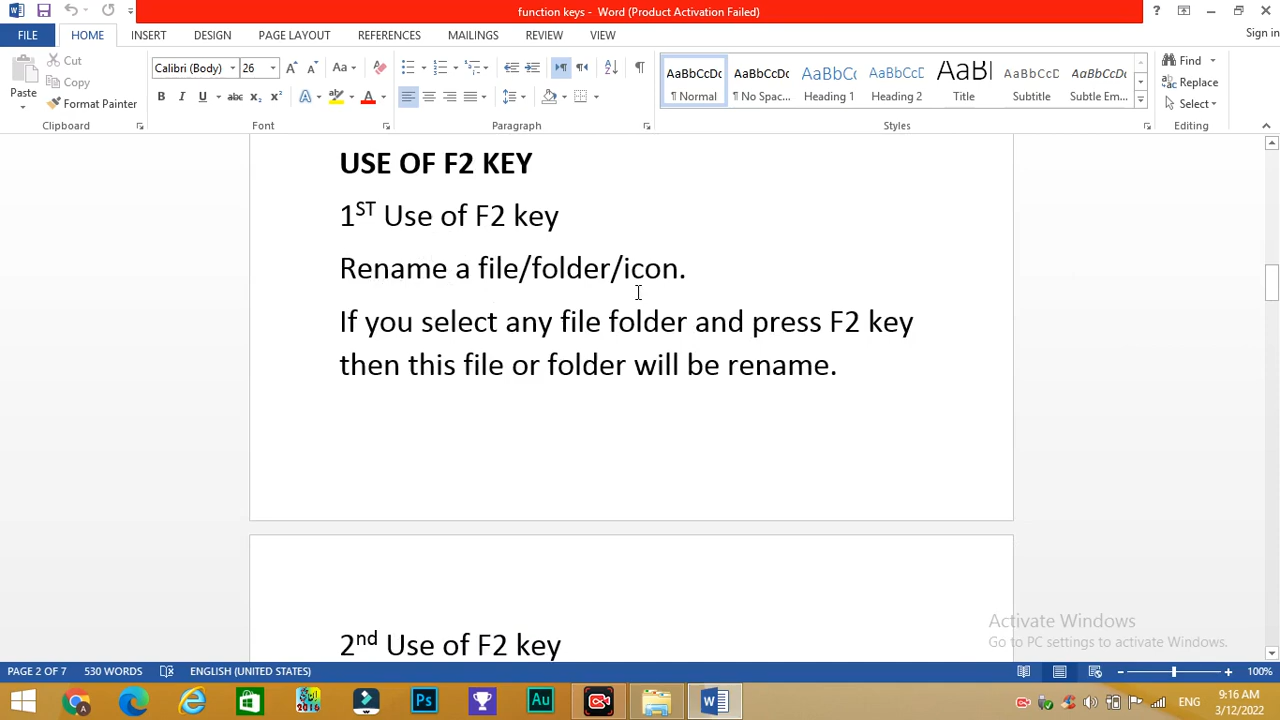 function keys - Word (Product Activation Failed)
Sign in
FILE HOME INSERT DESIGN PAGE LAYOUT REFERENCES MAILINGS REVIEW VIEW
Paste
Cut
Copy
Format Painter
Clipboard
Calibri (Body) 26
Font
Paragraph
AaBbCcDc ¶ Normal
AaBbCcDc ¶ No Spac...
AaBbC Heading 1
AaBbCcD Heading 2
AaBl Title
AaBbCcD Subtitle
AaBbCcDc Subtle Em...
Styles
Find
Replace
Select
Editing
USE OF F2 KEY
1ST Use of F2 key
Rename a file/folder/icon.
If you select any file folder and press F2 key
then this file or folder will be rename.
2nd Use of F2 key
Activate Windows
Go to PC settings to activate Windows.
PAGE 2 OF 7 530 WORDS ENGLISH (UNITED STATES) 100%
Ps
Au
ENG
9:16 AM
3/12/2022